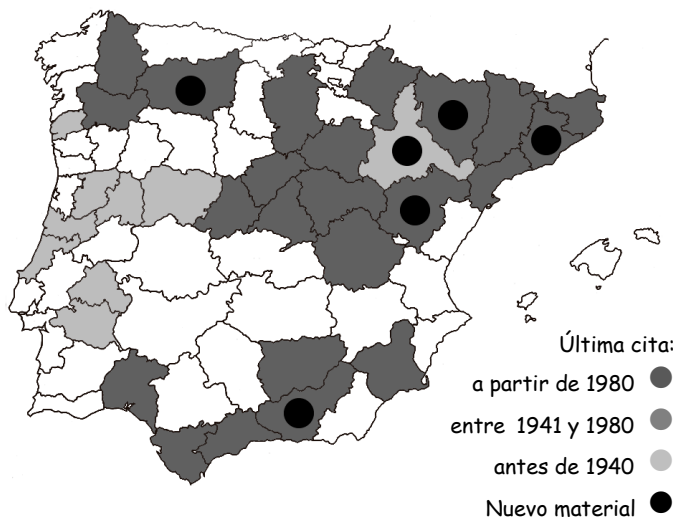 Última cita:
a partir de 1980
entre 1941 y 1980
antes de 1940
Nuevo material